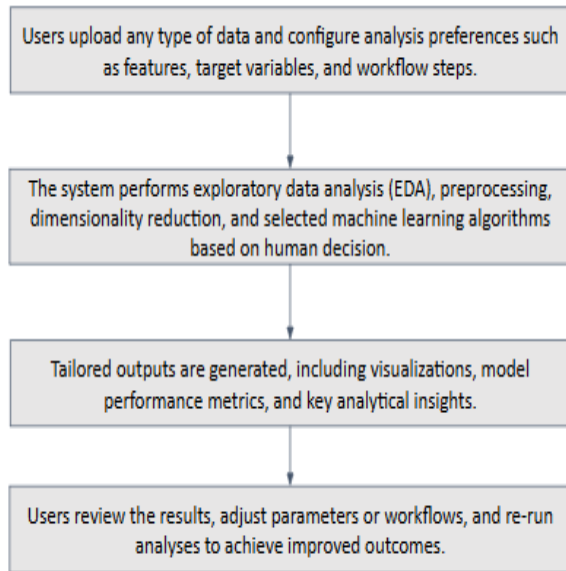 Users upload any type of data and configure analysis preferences such
as features, target variables, and workflow steps.
The system performs exploratory data analysis (EDA), preprocessing,
dimensionality reduction, and selected machine learning algorithms
based on human decision.
Tailored outputs are generated, including visualizations, model
performance metrics, and key analytical insights.
Users review the results, adjust parameters or workflows, and re-run
analyses to achieve improved outcomes.